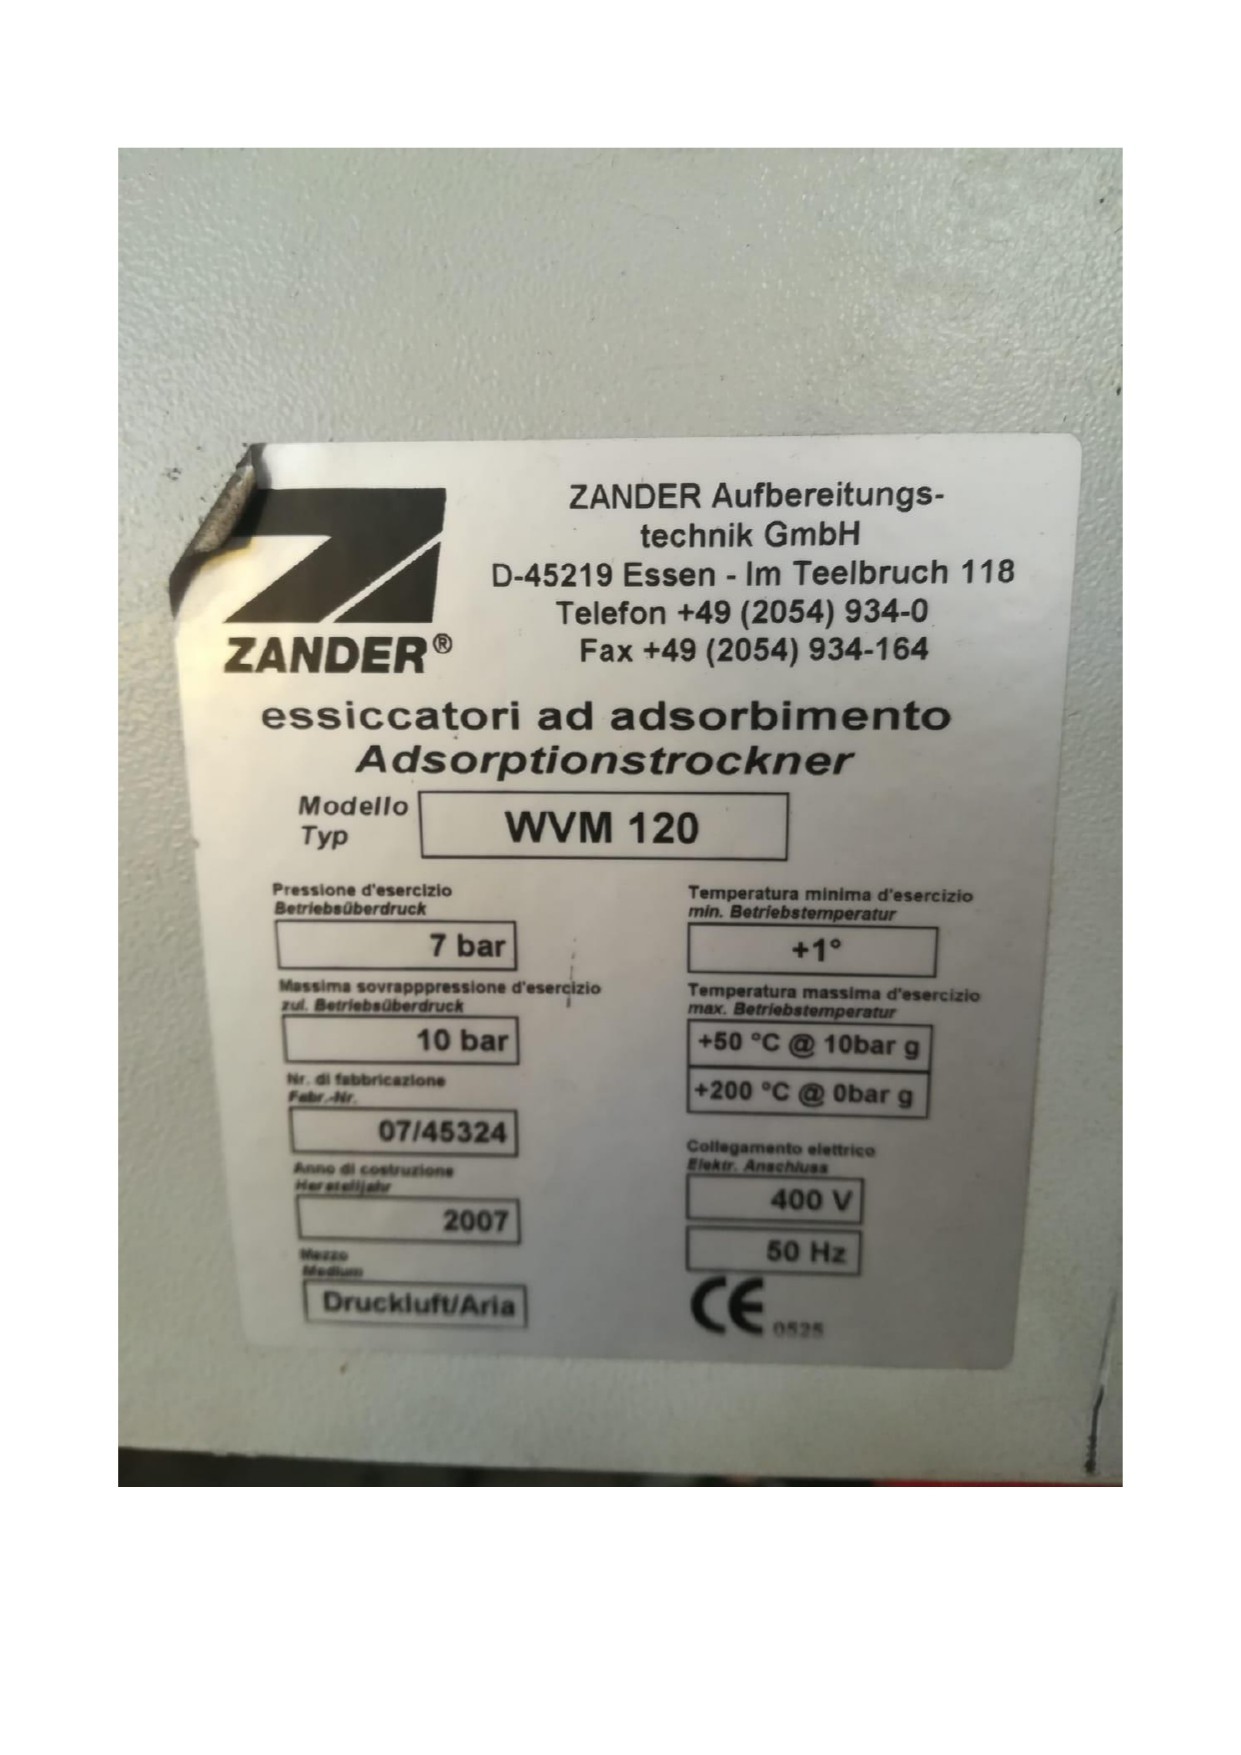 ZANDER Aufbereitungs-
technik GmbH
D-45219 Essen - Im Teelbruch 118
Telefon +49 (2054) 934-0
Fax +49 (2054) 934-164
ZANDER®
essiccatori ad adsorbimento
Adsorptionstrockner
Modello
Typ
WVM 120
Pressione d'esercizio
Betriebsüberdruck
7 bar
Massima sovrapppressione d'esercizio
zul. Betriebsüberdruck
10 bar
Nr. di fabbricazione
Fabr.-Nr.
07/45324
Anno di costruzione
Herstelljahr
2007
Mezzo
Medium
Druckluft/Aria
Temperatura minima d'esercizio
min. Betriebstemperatur
+1°
Temperatura massima d'esercizio
max. Betriebstemperatur
+50 °C @ 10bar g
+200 °C @ 0bar g
Collegamento elettrico
Elektr. Anschluss
400 V
50 Hz
CE 0525